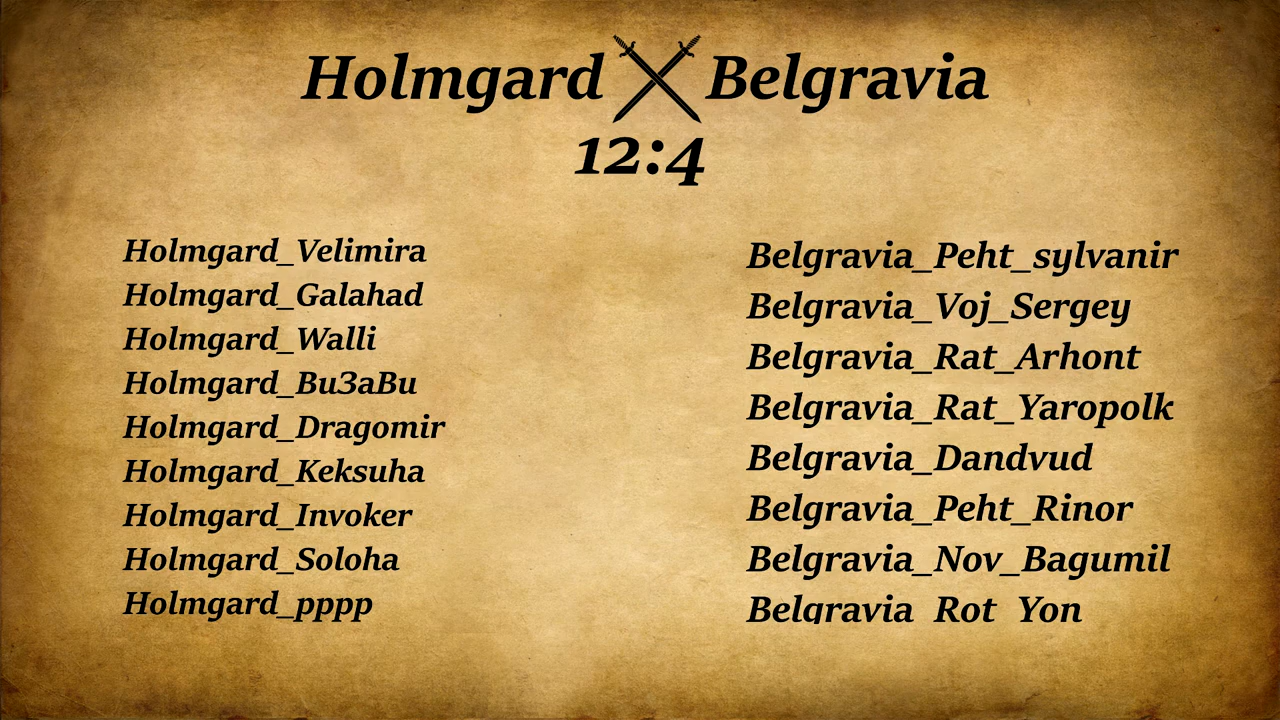 Holmgard Belgravia
12:4
Holmgard_Velimira
Holmgard_Galahad
Holmgard_Walli
Holmgard_Bu3aBu
Holmgard_Dragomir
Holmgard_Keksuha
Holmgard_Invoker
Holmgard_Soloha
Holmgard_pppp
Belgravia_Peht_sylvanir
Belgravia_Voj_Sergey
Belgravia_Rat_Arhont
Belgravia_Rat_Yaropolk
Belgravia_Dandvud
Belgravia_Peht_Rinor
Belgravia_Nov_Bagumil
Belgravia_Rot_Yon